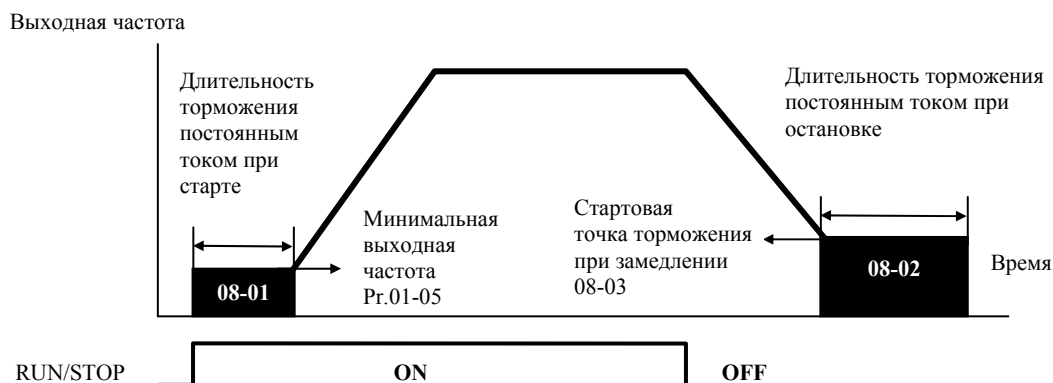 Выходная частота
Длительность
торможения
постоянным
током при
старте
Длительность торможения
постоянным током при
остановке
Минимальная
выходная
частота
Pr.01-05
Стартовая
точка торможения
при замедлении
08-03
08-01
08-02
Время
RUN/STOP
ON
OFF